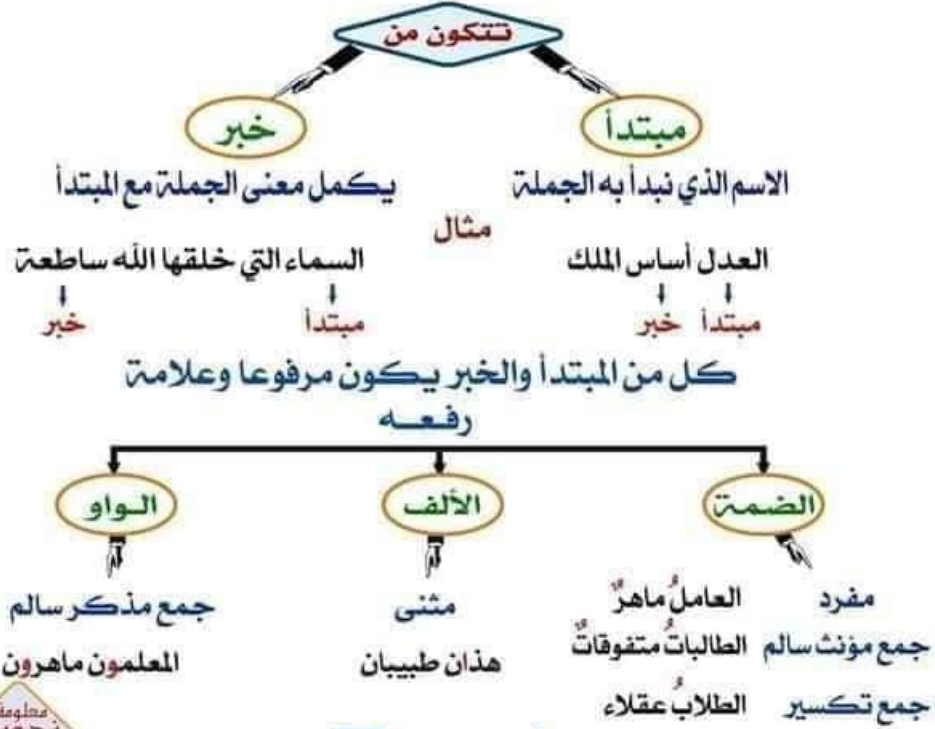 تتكون من
مبتدأ
خبر
الاسم الذي نبدأ به الجملة
يكمل معنى الجملة مع المبتدأ
مثال
العدل أساس الملك
السماء التي خلقها الله ساطعة
مبتدأ خبر
مبتدأ
خبر
كل من المبتدأ والخبر يكون مرفوعا وعلامة
رفعه
الضمة
الألف
الواو
مفرد
العاملُ ماهرٌ
مثنى
جمع مذكر سالم
جمع مؤنث سالم
الطالباتُ متفوقاتٌ
هذان طبيبان
المعلمون ماهرون
جمع تكسير
الطلابُ عقلاء
معلومة